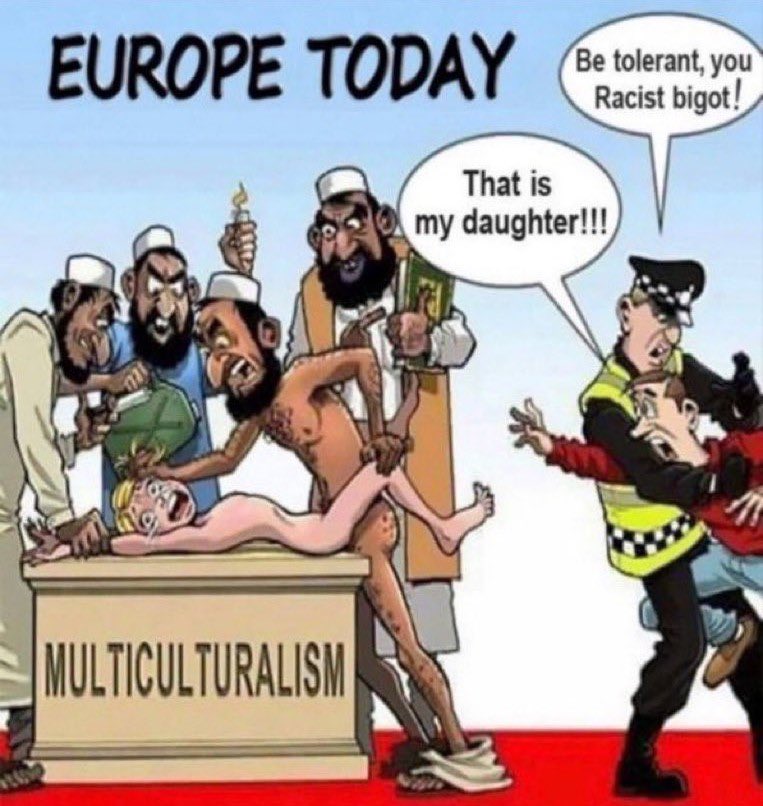 EUROPE TODAY
Be tolerant, you
Racist bigot!
That is
my daughter!!!
MULTICULTURALISM